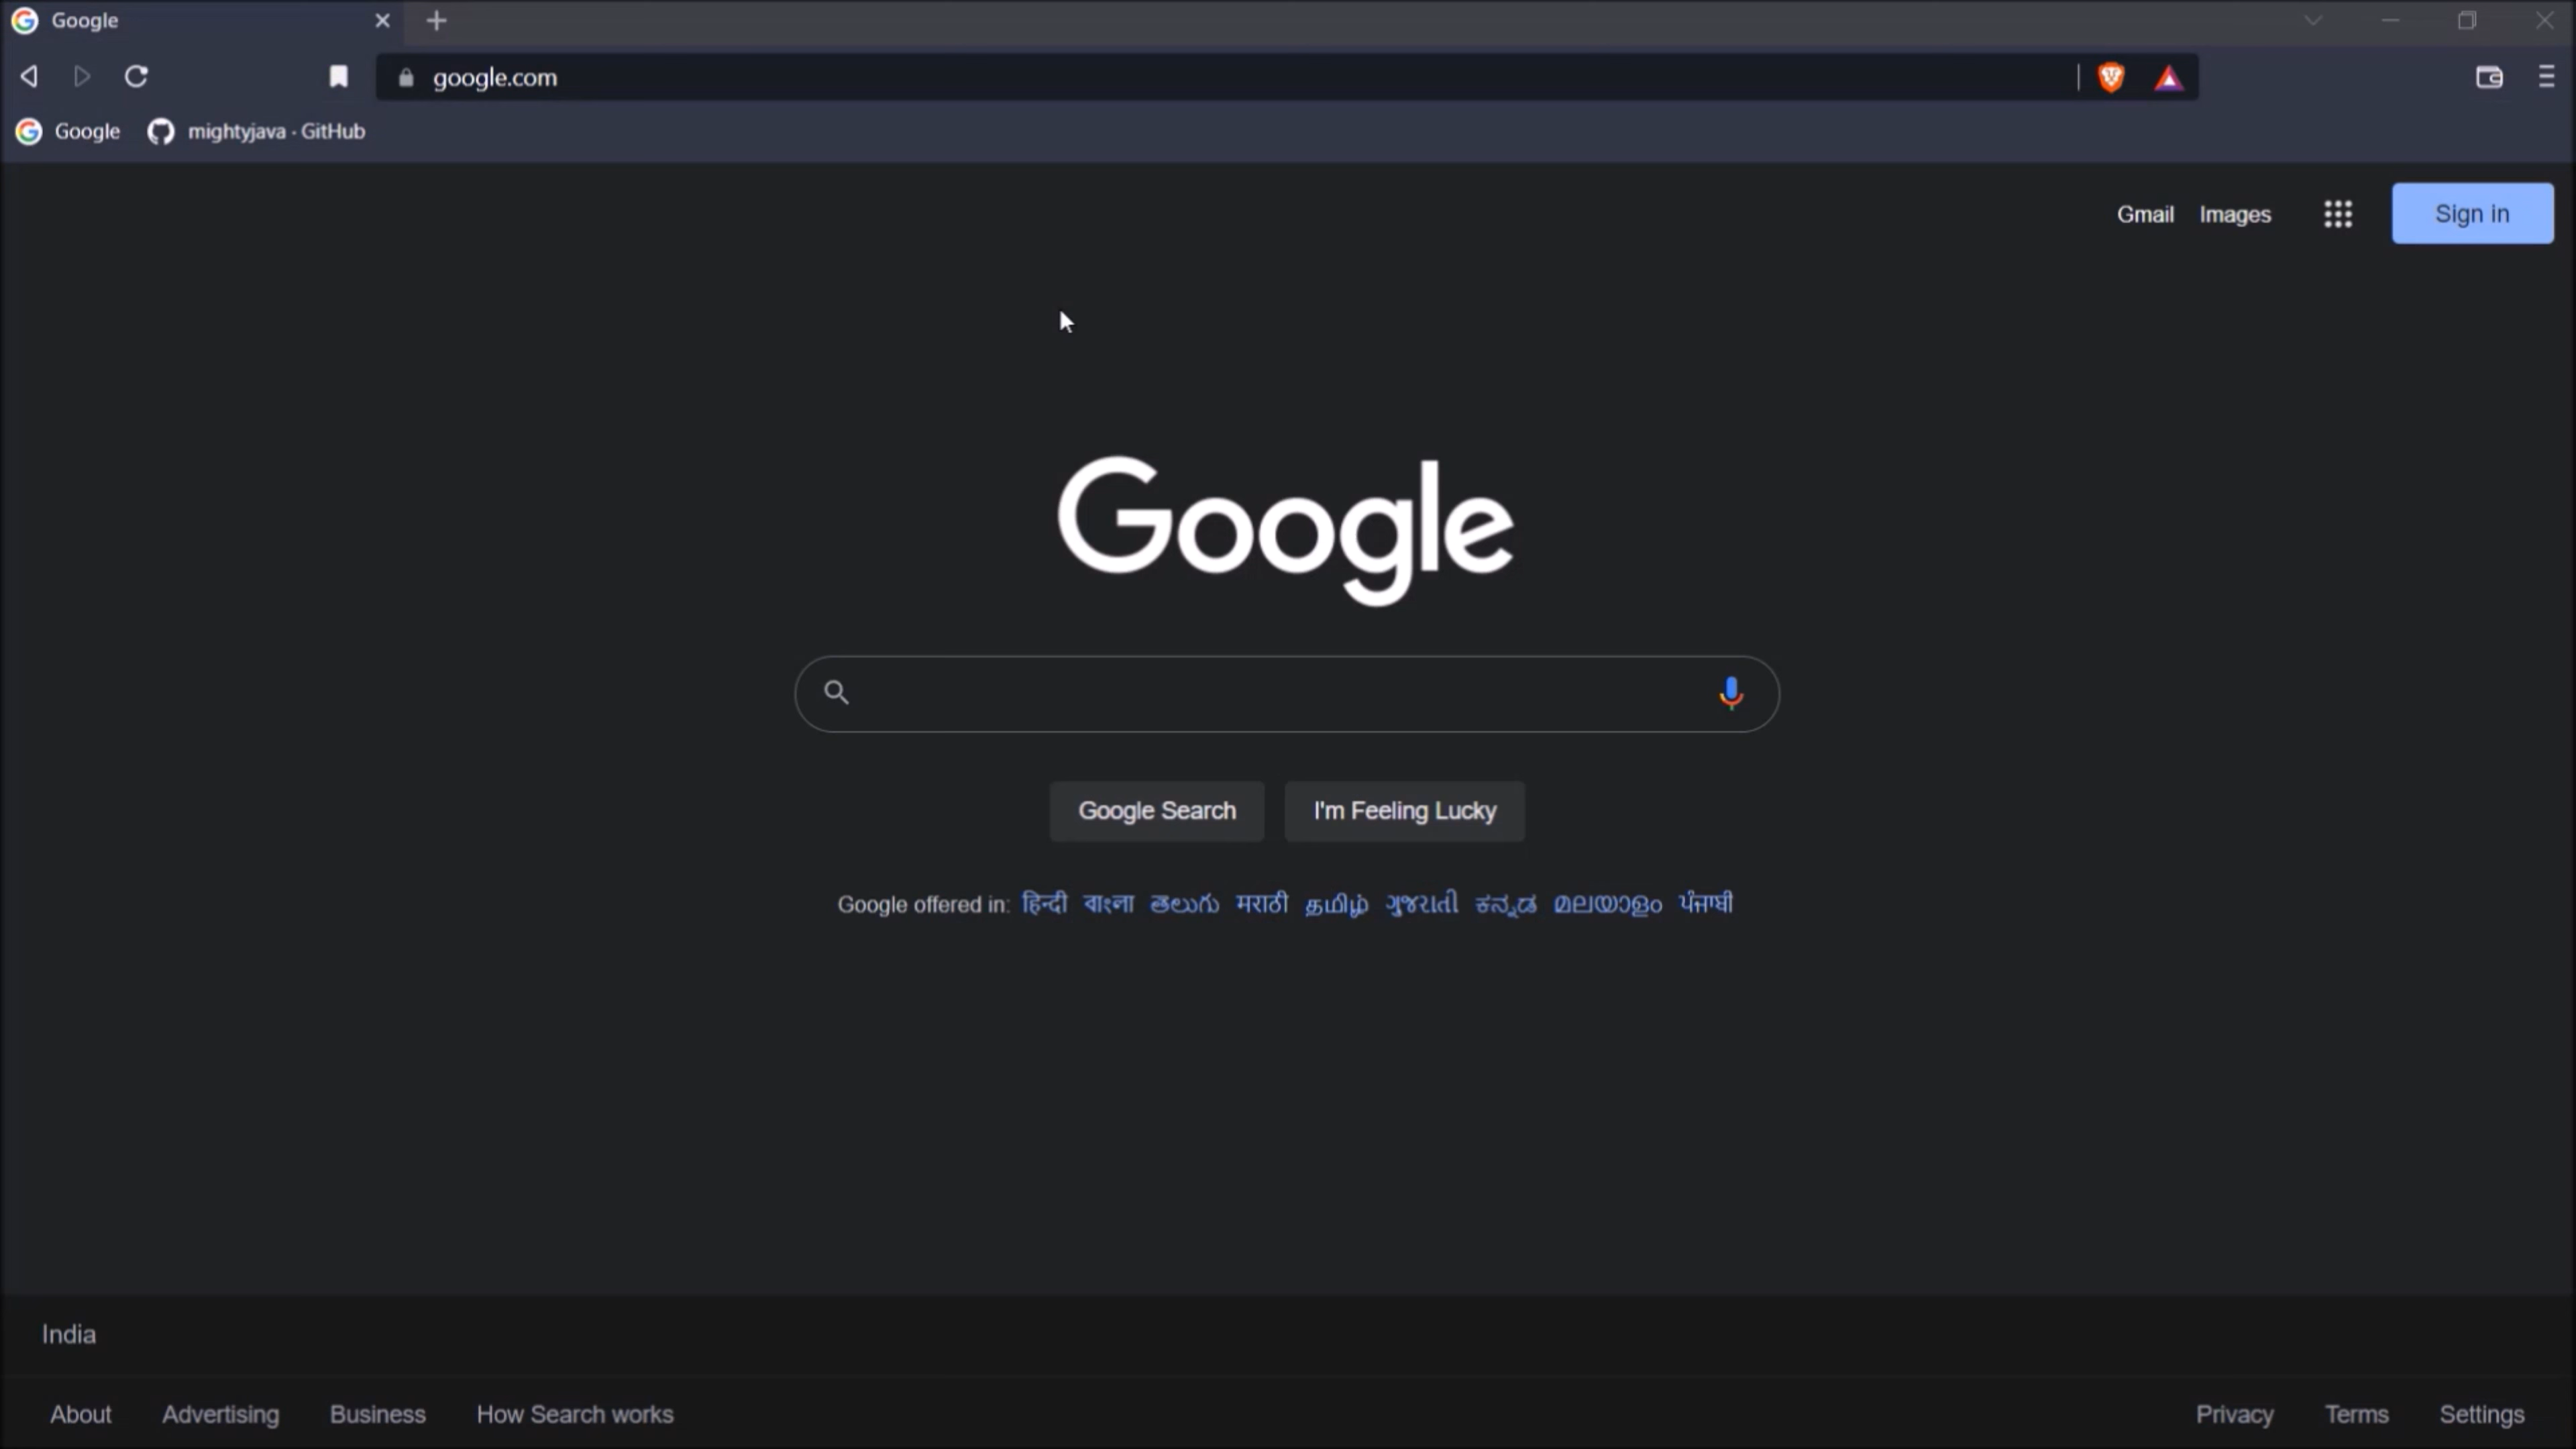 Google
google.com
Google mightyjava · GitHub
Gmail Images Sign in
Google
Google Search I'm Feeling Lucky
Google offered in: हिन्दी বাংলা తెలుగు मराठी தமிழ் ગુજરાતી ಕನ್ನಡ മലയാളം ਪੰਜਾਬੀ
India
About Advertising Business How Search works Privacy Terms Settings